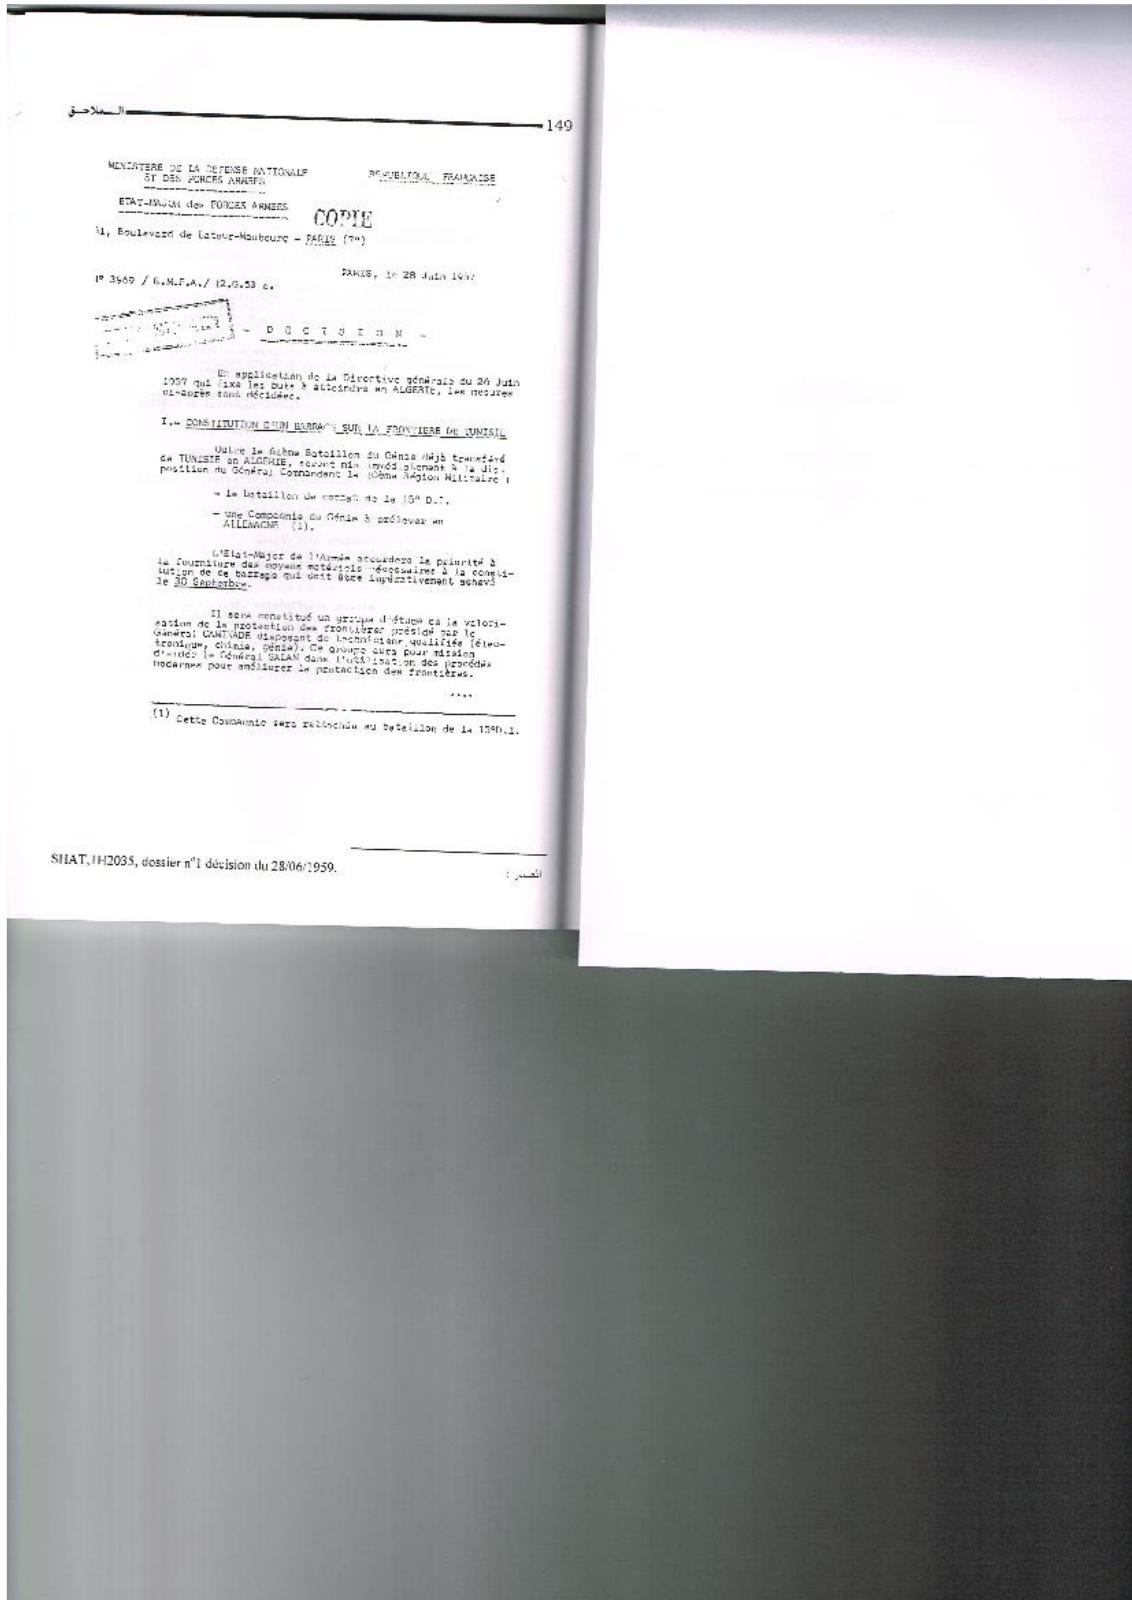 الـملاحـق
149
MINISTERE DE LA DEFENSE NATIONALE
ET DES FORCES ARMEES
REPUBLIQUE FRANCAISE
ETAT-MAJOR des FORCES ARMEES
COPIE
Boulevard de Latour-Maubourg - PARIS (7°)
PARIS, le 28 Juin 1957
N° 3969 / E.M.F.A./
- D E C I S I O N -
En application de la Directive générale du 26 Juin
1957 qui fixe les buts à atteindre en ALGERIE, les mesures
ci-après sont décidées.
I.- CONSTITUTION D'UN BARRAGE SUR LA FRONTIERE DE TUNISIE
Outre le Bataillon du Génie déjà transféré
de TUNISIE en ALGERIE, seront mis immédiatement à la dis-
position du Général Commandant la 10ème Région Militaire :
- le bataillon de combat de la 15° D.I.
- une Compagnie du Génie à prélever en
ALLEMAGNE (1).
L'Etat-Major de l'Armée accordera la priorité à
la fourniture des moyens matériels nécessaires à la consti-
tution de ce barrage qui doit être impérativement achevé
le 30 Septembre.
Il sera constitué un groupe d'étude de la valori-
sation de la protection des frontières présidé par le
Général disposant de techniciens qualifiés (élec-
tronique, chimie, génie). Ce groupe aura pour mission
d'aider le Général SALAN dans l'utilisation des procédés
modernes pour améliorer la protection des frontières.
....
(1) Cette Compagnie sera rattachée au bataillon de la 15°D.I.
SHAT,1H2035, dossier n°1 décision du 28/06/1959.
المصدر :